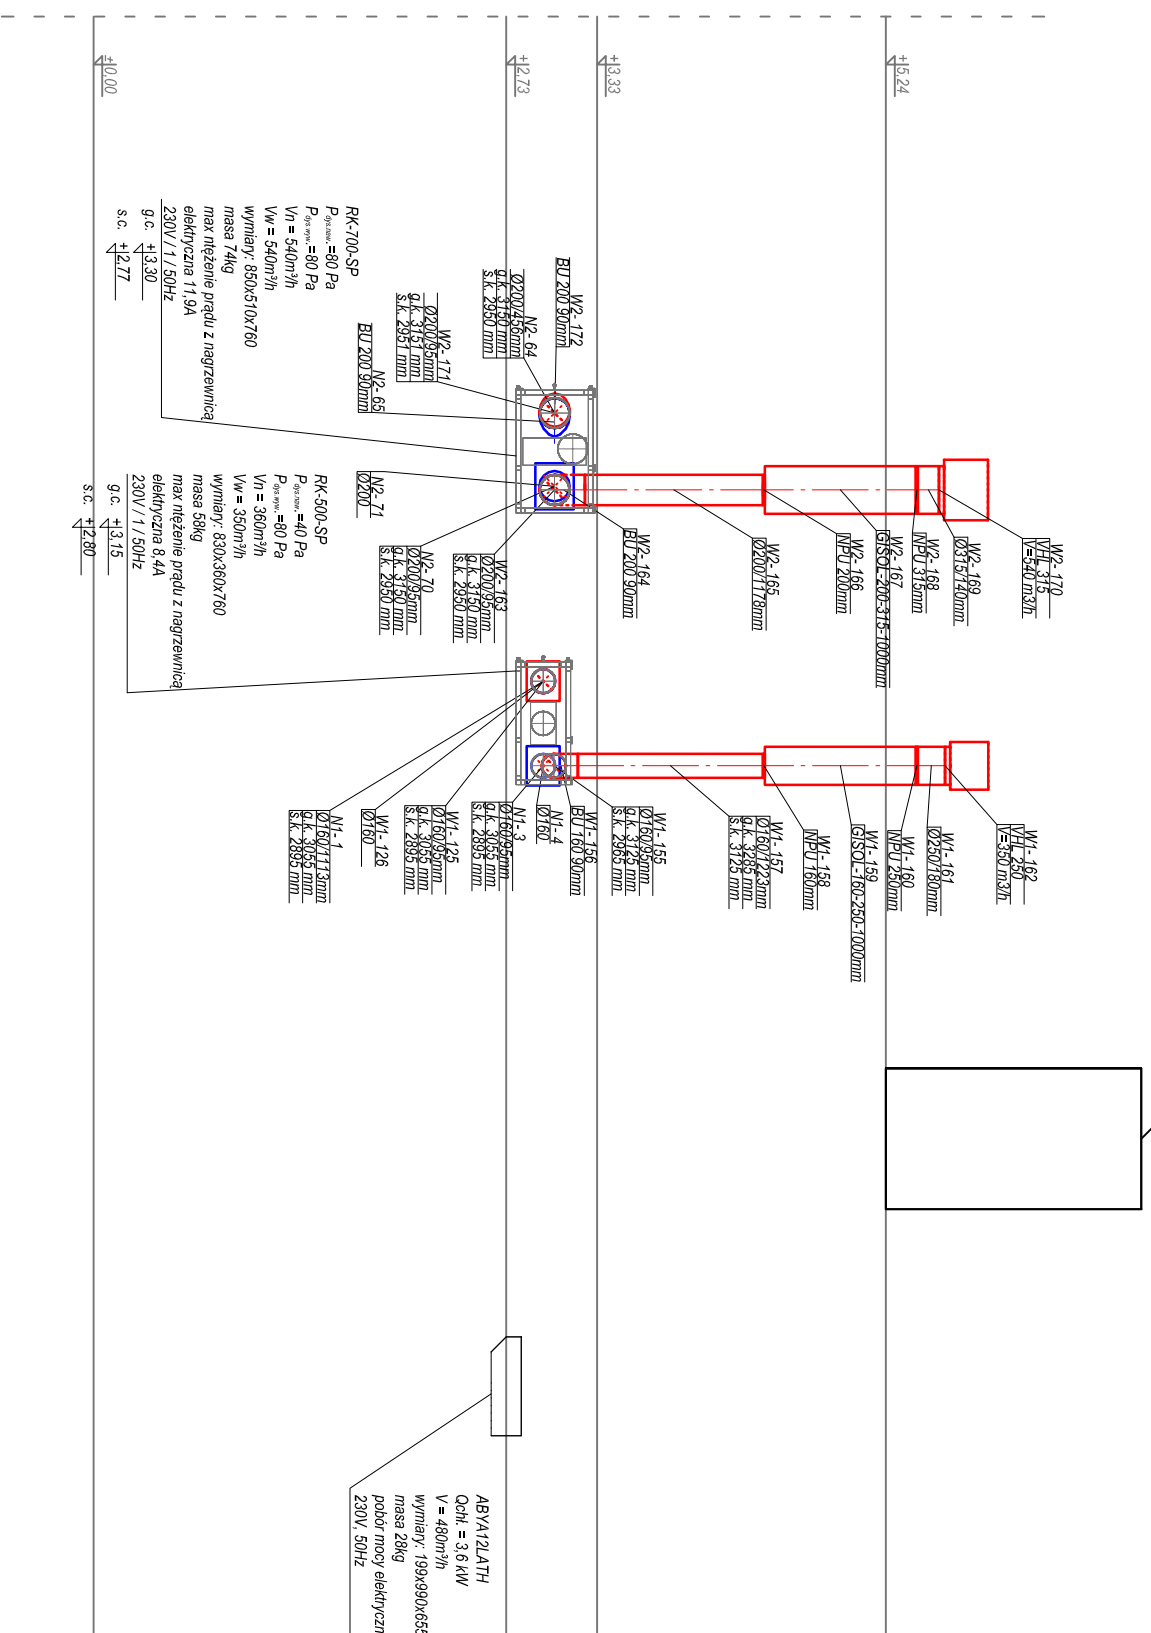 ±0,00
+2,73
+3,33
+5,24
RK-700-SP
P dys.naw. =80 Pa
P dys.wyw. =80 Pa
Vn = 540m³/h
Vw = 540m³/h
wymiary: 850x510x760
masa 74kg
max ntężenie prądu z nagrzewnicą
elektryczna 11,9A
230V / 1 / 50Hz
g.c. +3,30
s.c. +2,77
RK-500-SP
P dys.naw. =40 Pa
P dys.wyw. =80 Pa
Vn = 360m³/h
Vw = 350m³/h
wymiary: 830x360x760
masa 58kg
max ntężenie prądu z nagrzewnicą
elektryczna 8,4A
230V / 1 / 50Hz
g.c. +3,15
s.c. +2,80
W2- 172
BU 200 90mm
N2- 64
Ø200/456mm
g.k. 3150 mm
s.k. 2950 mm
W2- 171
Ø200/95mm
g.k. 3151 mm
s.k. 2951 mm
N2- 65
BU 200 90mm
N2- 71
Ø200
N2- 70
Ø200/95mm
g.k. 3150 mm
s.k. 2950 mm
W2- 163
Ø200/95mm
g.k. 3150 mm
s.k. 2950 mm
W2- 164
BU 200 90mm
W2- 165
Ø200/1178mm
W2- 166
NPU 200mm
W2- 167
GISOL-200-315-1000mm
W2- 168
NPU 315mm
W2- 169
Ø315/140mm
W2- 170
VHL 315
V=540 m3/h
N1- 1
Ø160/1113mm
g.k. 3055 mm
s.k. 2895 mm
W1- 126
Ø160
W1- 125
Ø160/95mm
g.k. 3055 mm
s.k. 2895 mm
N1- 3
Ø160/95mm
g.k. 3055 mm
s.k. 2895 mm
N1- 4
Ø160
W1- 156
BU 160 90mm
W1- 155
Ø160/95mm
g.k. 3125 mm
s.k. 2965 mm
W1- 157
Ø160/1223mm
g.k. 3285 mm
s.k. 3125 mm
W1- 158
NPU 160mm
W1- 159
GISOL-160-250-1000mm
W1- 160
NPU 250mm
W1- 161
Ø250/180mm
W1- 162
VHL 250
V=350 m3/h
ABYA12LATH
Qchł. = 3,6 kW
V = 480m³/h
wymiary: 199x990x655
masa 28kg
pobór mocy elektryczn
230V, 50Hz